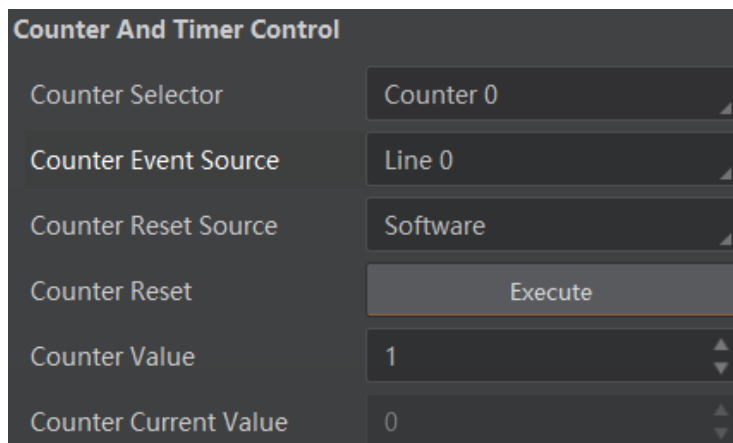 Counter And Timer Control
Counter Selector Counter 0
Counter Event Source Line 0
Counter Reset Source Software
Counter Reset Execute
Counter Value 1
Counter Current Value 0